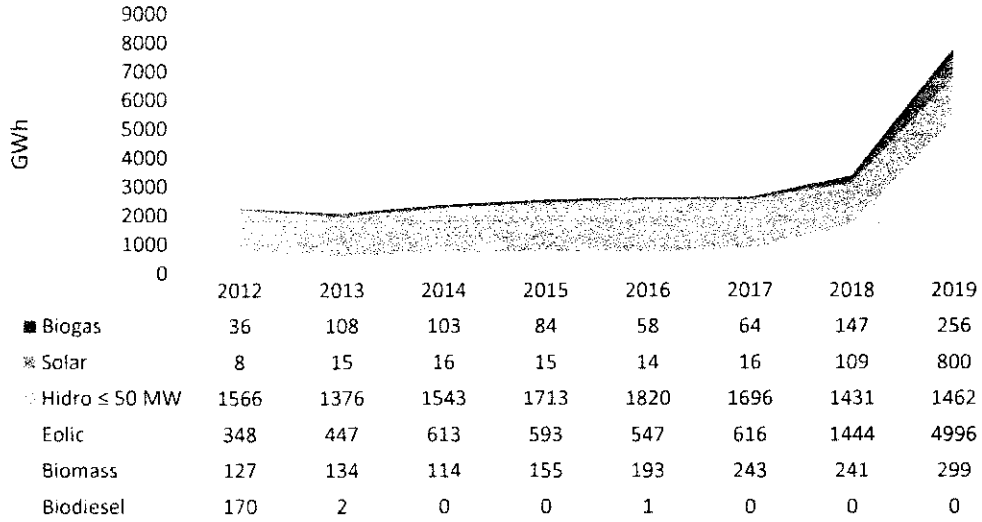 9000
8000
7000
6000
5000
4000
3000
2000
1000
0
GWh
2012 2013 2014 2015 2016 2017 2018 2019
Biogas 36 108 103 84 58 64 147 256
Solar 8 15 16 15 14 16 109 800
Hidro ≤ 50 MW 1566 1376 1543 1713 1820 1696 1431 1462
Eolic 348 447 613 593 547 616 1444 4996
Biomass 127 134 114 155 193 243 241 299
Biodiesel 170 2 0 0 1 0 0 0